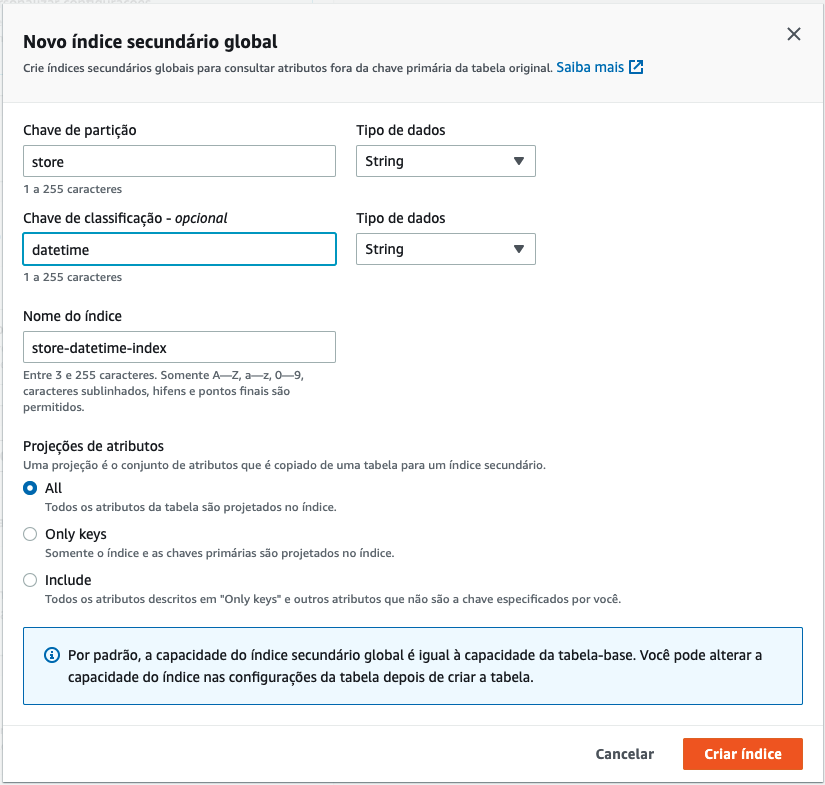 Novo índice secundário global
Crie índices secundários globais para consultar atributos fora da chave primária da tabela original. Saiba mais
Chave de partição
Tipo de dados
store
String
1 a 255 caracteres
Chave de classificação - opcional
Tipo de dados
datetime
String
1 a 255 caracteres
Nome do índice
store-datetime-index
Entre 3 e 255 caracteres. Somente A—Z, a—z, 0—9,
caracteres sublinhados, hifens e pontos finais são
permitidos.
Projeções de atributos
Uma projeção é o conjunto de atributos que é copiado de uma tabela para um índice secundário.
All
Todos os atributos da tabela são projetados no índice.
Only keys
Somente o índice e as chaves primárias são projetados no índice.
Include
Todos os atributos descritos em "Only keys" e outros atributos que não são a chave especificados por você.
Por padrão, a capacidade do índice secundário global é igual à capacidade da tabela-base. Você pode alterar a
capacidade do índice nas configurações da tabela depois de criar a tabela.
Cancelar
Criar índice